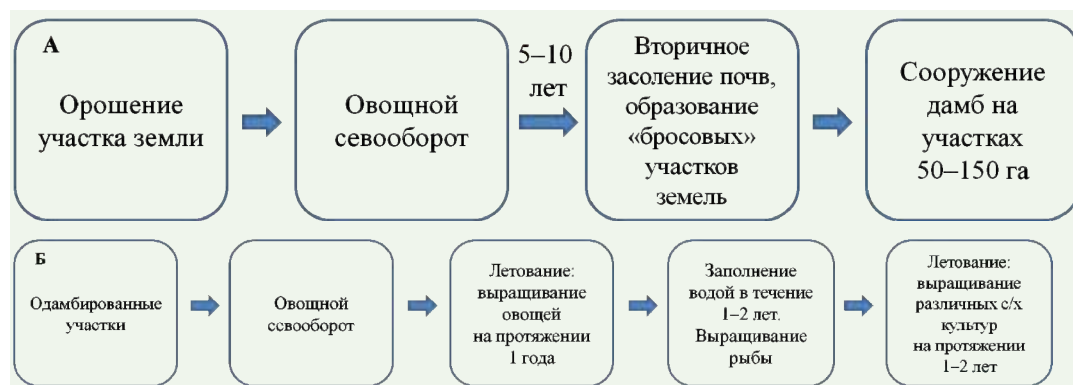 А
Орошение
участка земли
Овощной
севооборот
5–10
лет
Вторичное
засоление почв,
образование
«бросовых»
участков
земель
Сооружение
дамб на
участках
50–150 га
Б
Одамбированные
участки
Овощной
ссвооборот
Летование:
выращивание
овощей
на протяжении
1 года
Заполнение
водой в течение
1–2 лет.
Выращивание
рыбы
Летование:
выращивание
различных с/х
культур
на протяжении
1–2 лет